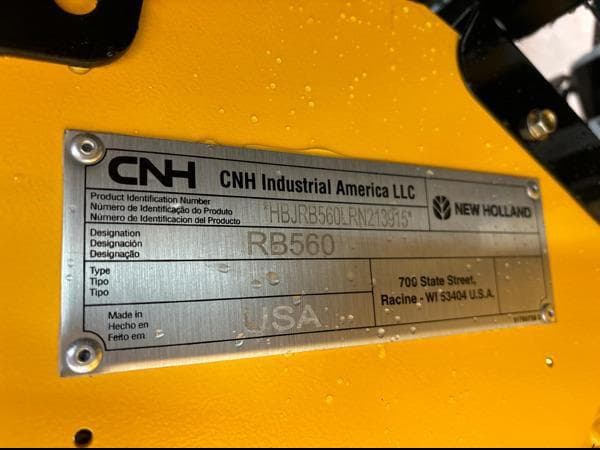 CNH CNH Industrial America LLC
Product Identification Number
Número de Identificação do Produto
Número de Identificacion del Producto
*HBJRB560LRN213915*
NEW HOLLAND
Designation
Designación
Designação
RB560
Type
Tipo
Tipo
700 State Street,
Racine - WI 53404 U.S.A.
Made in
Hecho en
Feito em
USA